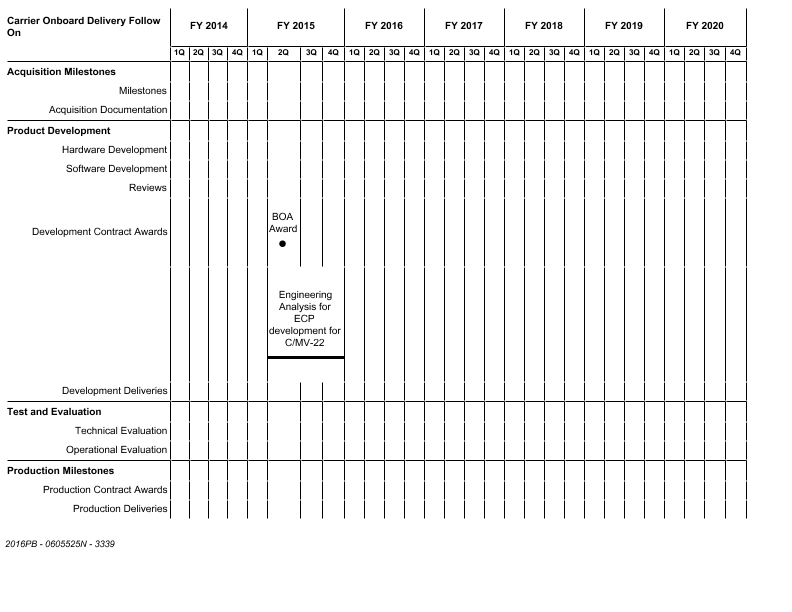 Carrier Onboard Delivery Follow
On
FY 2014 FY 2015 FY 2016 FY 2017 FY 2018 FY 2019 FY 2020
1Q 2Q 3Q 4Q 1Q 2Q 3Q 4Q 1Q 2Q 3Q 4Q 1Q 2Q 3Q 4Q 1Q 2Q 3Q 4Q 1Q 2Q 3Q 4Q 1Q 2Q 3Q 4Q
Acquisition Milestones
Milestones
Acquisition Documentation
Product Development
Hardware Development
Software Development
Reviews
Development Contract Awards
BOA
Award
Engineering
Analysis for
ECP
development for
C/MV-22
Development Deliveries
Test and Evaluation
Technical Evaluation
Operational Evaluation
Production Milestones
Production Contract Awards
Production Deliveries
2016PB - 0605525N - 3339